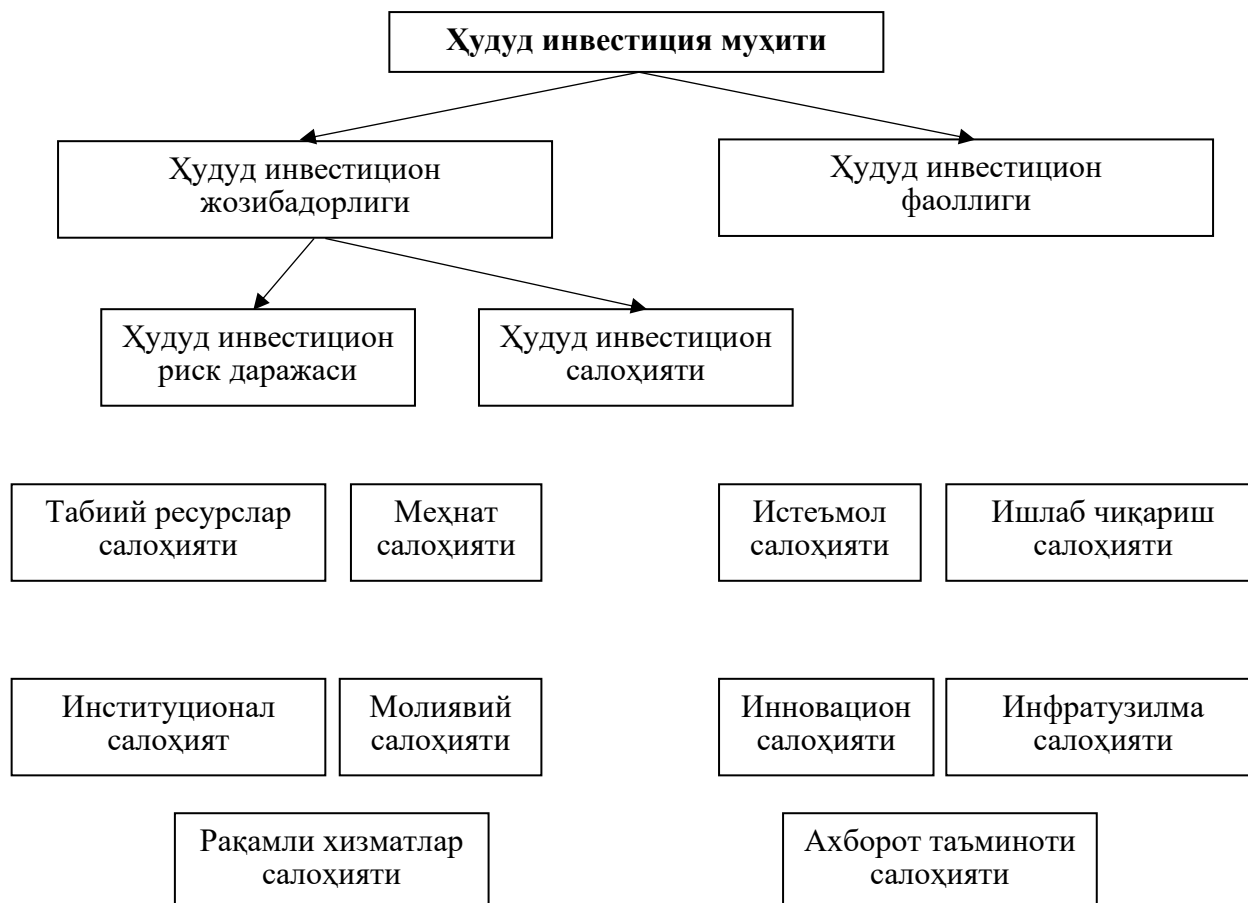 Ҳудуд инвестиция муҳити
Ҳудуд инвестицион
жозибадорлиги
Ҳудуд инвестицион
фаоллиги
Ҳудуд инвестицион
риск даражаси
Ҳудуд инвестицион
салоҳияти
Табиий ресурслар
салоҳияти
Меҳнат
салоҳияти
Истеъмол
салоҳияти
Ишлаб чиқариш
салоҳияти
Институционал
салоҳият
Молиявий
салоҳияти
Инновацион
салоҳияти
Инфратузилма
салоҳияти
Рақамли хизматлар
салоҳияти
Ахборот таъминоти
салоҳияти